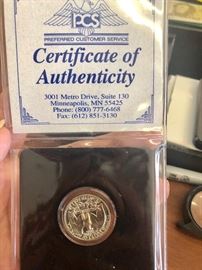 PCS
PREFERRED CUSTOMER SERVICE
Certificate of
Authenticity
3001 Metro Drive, Suite 130
Minneapolis, MN 55425
Phone: (800) 777-6468
Fax: (612) 851-3130